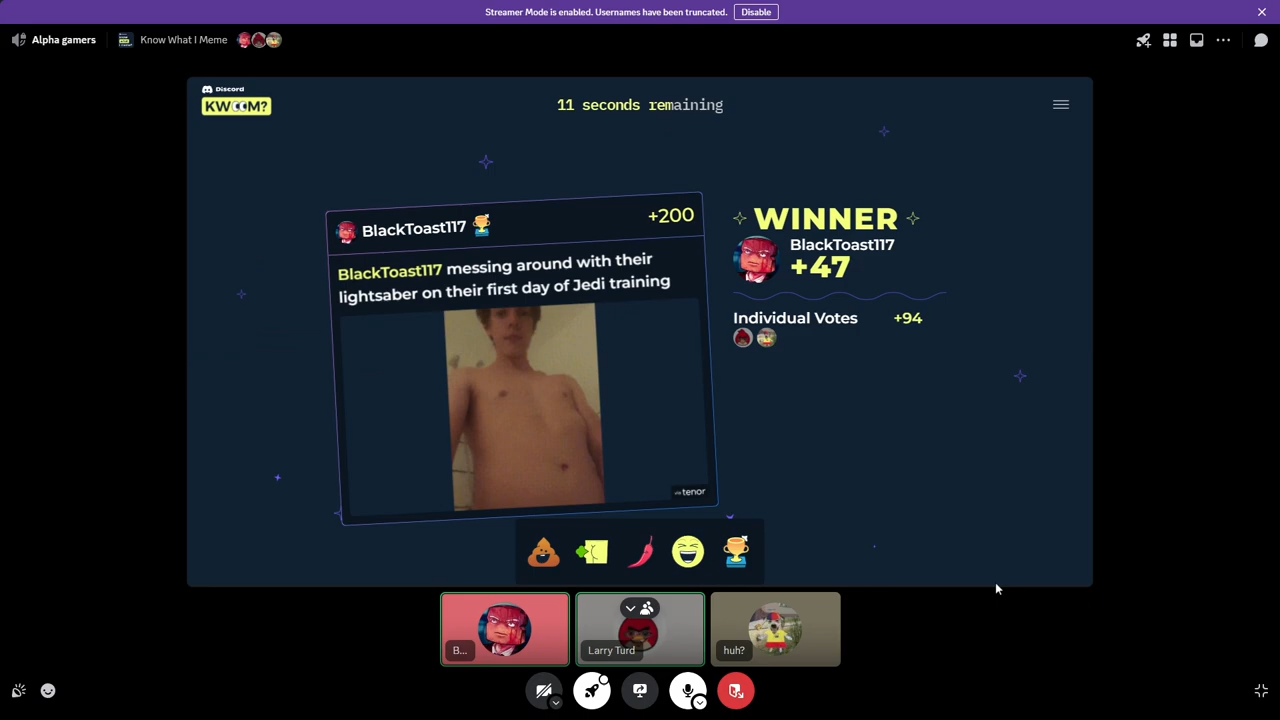 Streamer Mode is enabled. Usernames have been truncated. Disable
Alpha gamers
Know What I Meme
Discord
KWOOM?
11 seconds remaining
BlackToast117
+200
BlackToast117 messing around with their
lightsaber on their first day of Jedi training
via tenor
WINNER
BlackToast117
+47
Individual Votes +94
B...
Larry Turd
huh?